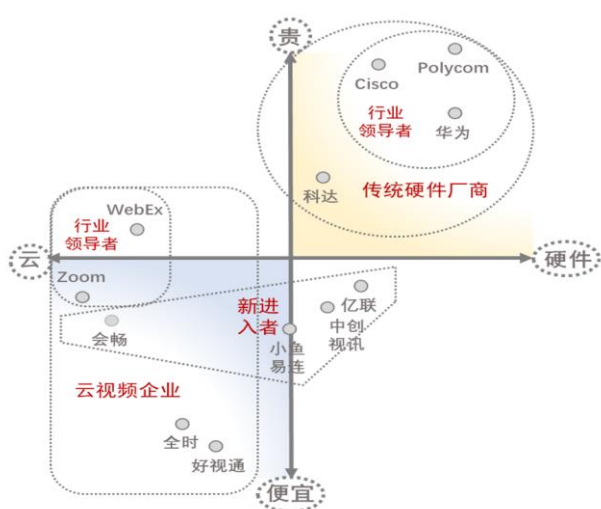 贵
Polycom
Cisco
行业
领导者
华为
科达
传统硬件厂商
WebEx
行业
领导者
云
硬件
Zoom
会畅
新进
入者
亿联
中创
视讯
小鱼
易连
云视频企业
全时
好视通
便宜